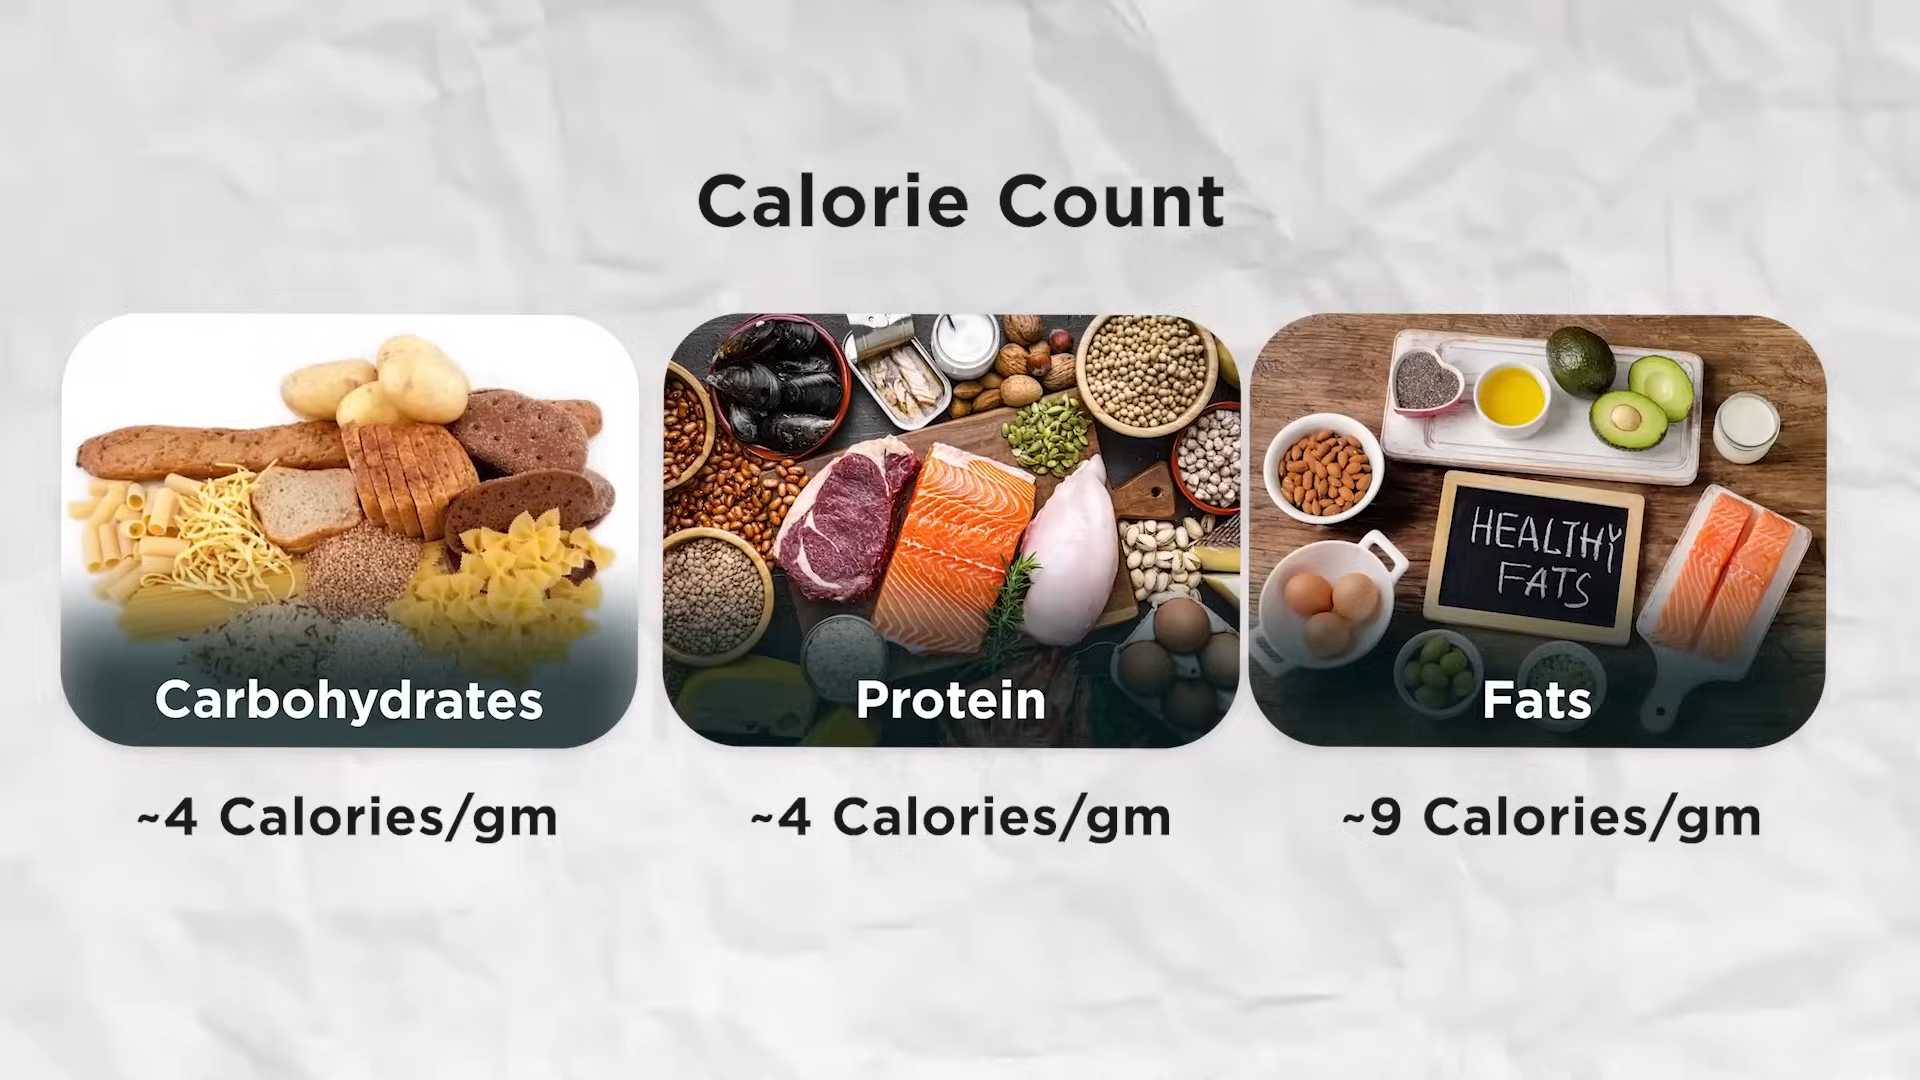 Calorie Count
HEALTHY
FATS
Carbohydrates
Protein
Fats
~4 Calories/gm
~4 Calories/gm
~9 Calories/gm